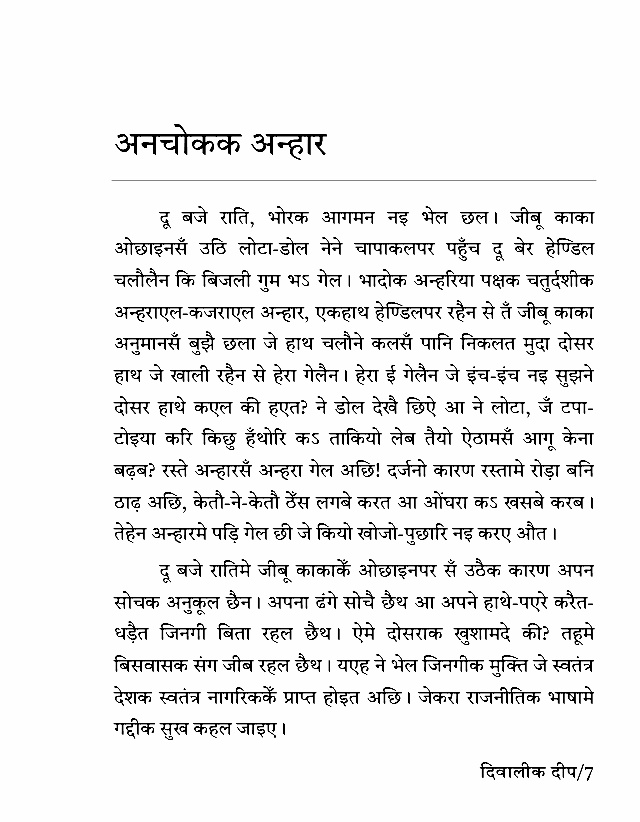 अनचोकक अन्हार
दू बजे राति, भोरक आगमन नइ भेल छल। जीबू काका
ओछाइनसँ उठि लोटा-डोल नेने चापाकलपर पहुँच दू बेर हेण्डिल
चलौलैन कि बिजली गुम भऽ गेल। भादोक अन्हरिया पक्षक चतुर्दशीक
अन्हराएल-कजराएल अन्हार, एकहाथ हेण्डिलपर रहैन से तँ जीबू काका
अनुमानसँ बुझै छला जे हाथ चलौने कलसँ पानि निकलत मुदा दोसर
हाथ जे खाली रहैन से हेरा गेलैन। हेरा ई गेलैन जे इंच-इंच नइ सुझने
दोसर हाथे कएल की हएत? ने डोल देखै छिऐ आ ने लोटा, जँ टपा-
टोइया करि किछु हँथोरि कऽ ताकियो लेब तैयो ऐठामसँ आगू केना
बढ़ब? रस्ते अन्हारसँ अन्हरा गेल अछि! दर्जनो कारण रस्तामे रोड़ा बनि
ठाढ़ अछि, केतौ-ने-केतौ ठेँस लगबे करत आ ओंघरा कऽ खसबे करब।
तेहेन अन्हारमे पड़ि गेल छी जे कियो खोजो-पुछारि नइ करए औत।
दू बजे रातिमे जीबू काकाकेँ ओछाइनपर सँ उठैक कारण अपन
सोचक अनुकूल छैन। अपना ढंगे सोचै छैथ आ अपने हाथे-पएरे करैत-
धड़ैत जिनगी बिता रहल छैथ। ऐमे दोसराक खुशामदे की? तहूमे
बिसवासक संग जीब रहल छैथ। यएह ने भेल जिनगीक मुक्ति जे स्वतंत्र
देशक स्वतंत्र नागरिककेँ प्राप्त होइत अछि। जेकरा राजनीतिक भाषामे
गद्दीक सुख कहल जाइए।
दिवालीक दीप/7